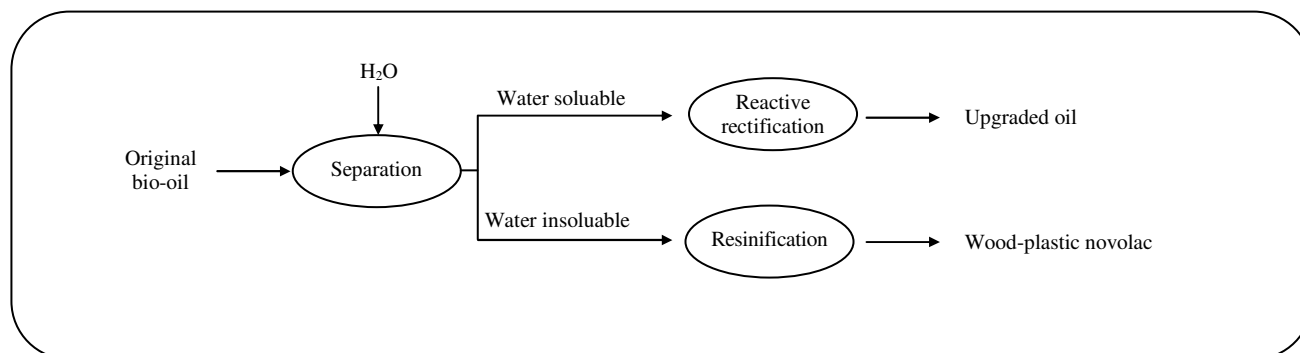 H₂O
Water soluable
Reactive
rectification
Upgraded oil
Original
bio-oil
Separation
Water insoluable
Resinification
Wood-plastic novolac